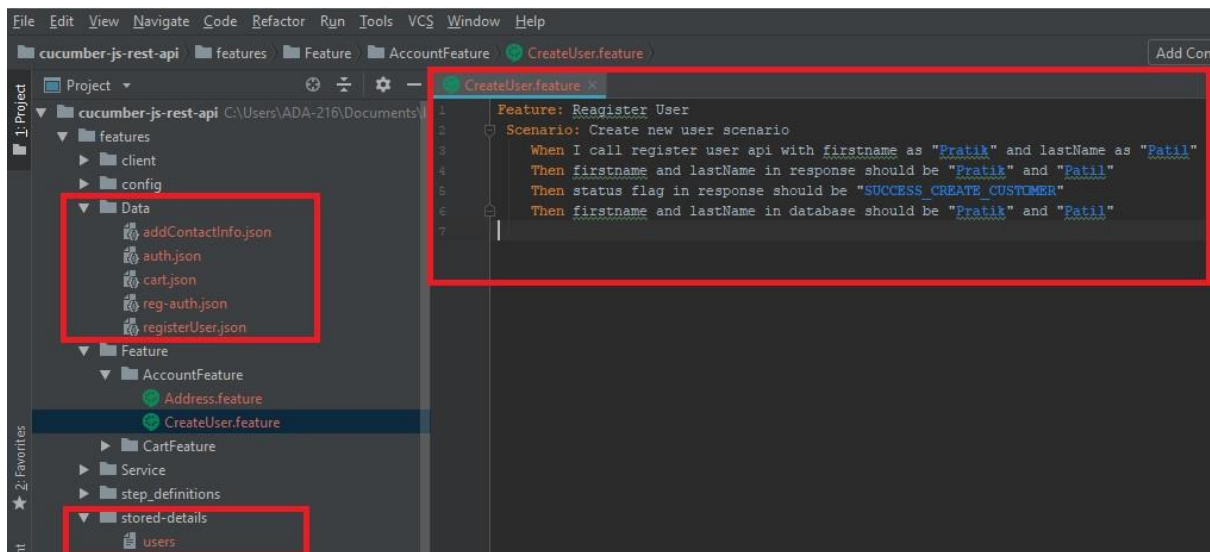 File Edit View Navigate Code Refactor Run Tools VCS Window Help
cucumber-js-rest-api features Feature AccountFeature CreateUser.feature
Add Con
1: Project
Project
cucumber-js-rest-api C:\Users\ADA-216\Documents\
features
client
config
Data
addContactInfo.json
auth.json
cart.json
reg-auth.json
registerUser.json
Feature
AccountFeature
Address.feature
CreateUser.feature
CartFeature
Service
step_definitions
stored-details
users
2: Favorites
CreateUser.feature ×
1 Feature: Reagister User
2 Scenario: Create new user scenario
3 When I call register user api with firstname as "Pratik" and lastName as "Patil"
4 Then firstname and lastName in response should be "Pratik" and "Patil"
5 Then status flag in response should be "SUCCESS_CREATE_CUSTOMER"
6 Then firstname and lastName in database should be "Pratik" and "Patil"
7